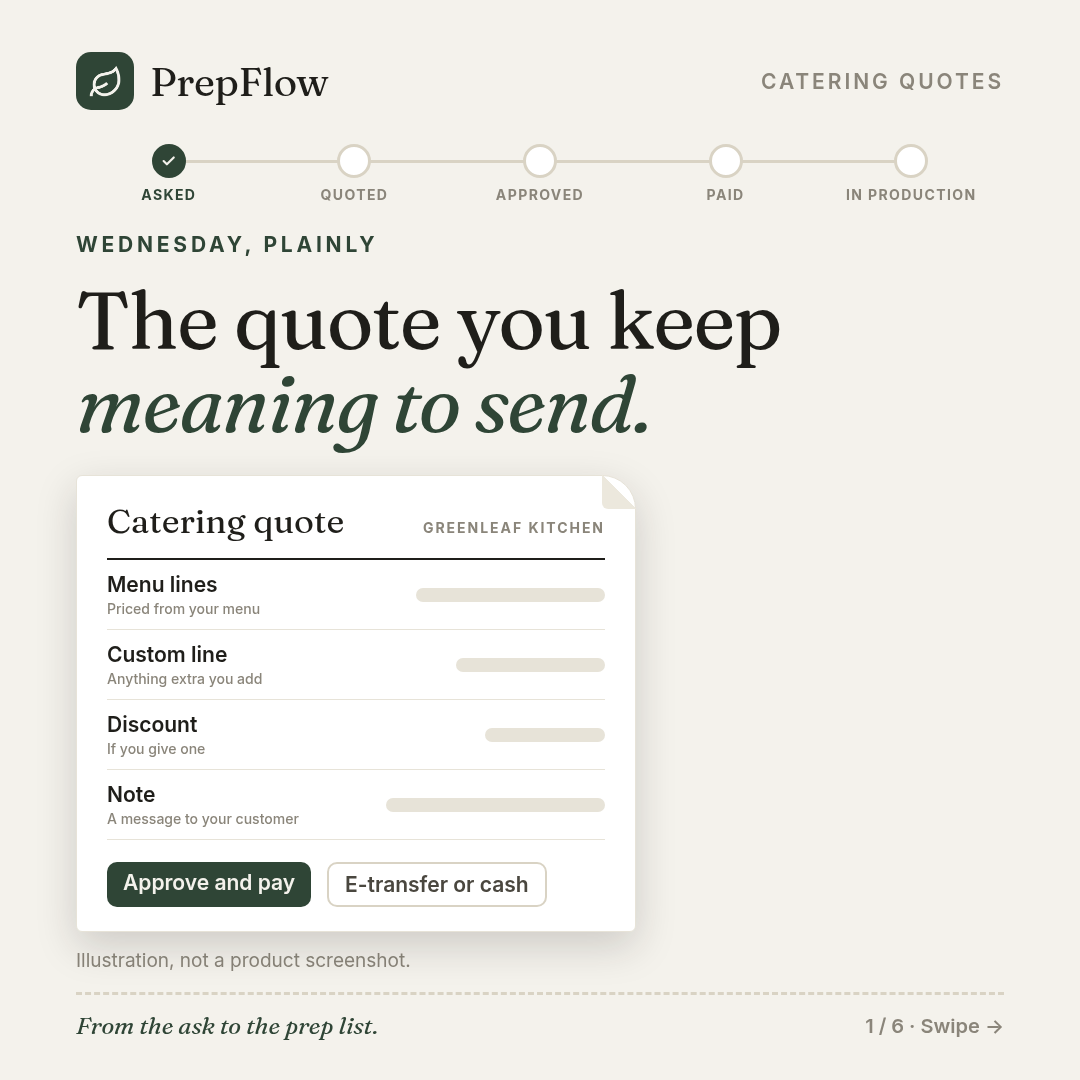 PrepFlow
CATERING QUOTES
ASKED
QUOTED
APPROVED
PAID
IN PRODUCTION
WEDNESDAY, PLAINLY
The quote you keep
meaning to send.
Catering quote
GREENLEAF KITCHEN
Menu lines
Priced from your menu
Custom line
Anything extra you add
Discount
If you give one
Note
A message to your customer
Approve and pay
E-transfer or cash
Illustration, not a product screenshot.
From the ask to the prep list.
1 / 6 · Swipe →